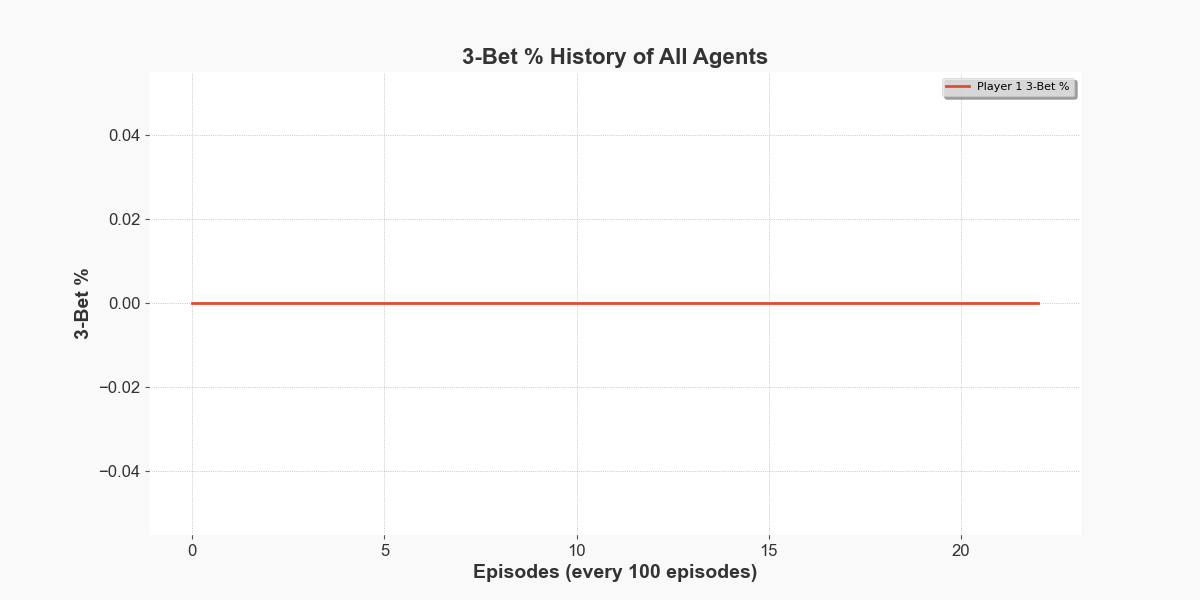 3-Bet % History of All Agents
Player 1 3-Bet %
0.04
0.02
0.00
−0.02
−0.04
3-Bet %
0 5 10 15 20
Episodes (every 100 episodes)